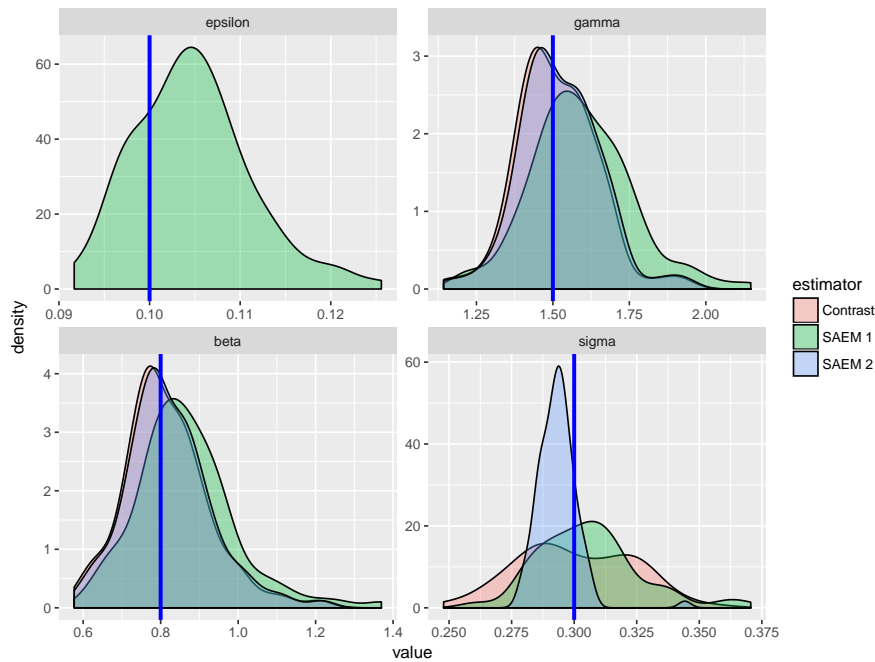 epsilon
gamma
60
40
20
0
0.09 0.10 0.11 0.12
3
2
1
0
1.25 1.50 1.75 2.00
beta
sigma
4
3
2
1
0
0.6 0.8 1.0 1.2 1.4
60
40
20
0
0.250 0.275 0.300 0.325 0.350 0.375
density
value
estimator
Contrast
SAEM 1
SAEM 2